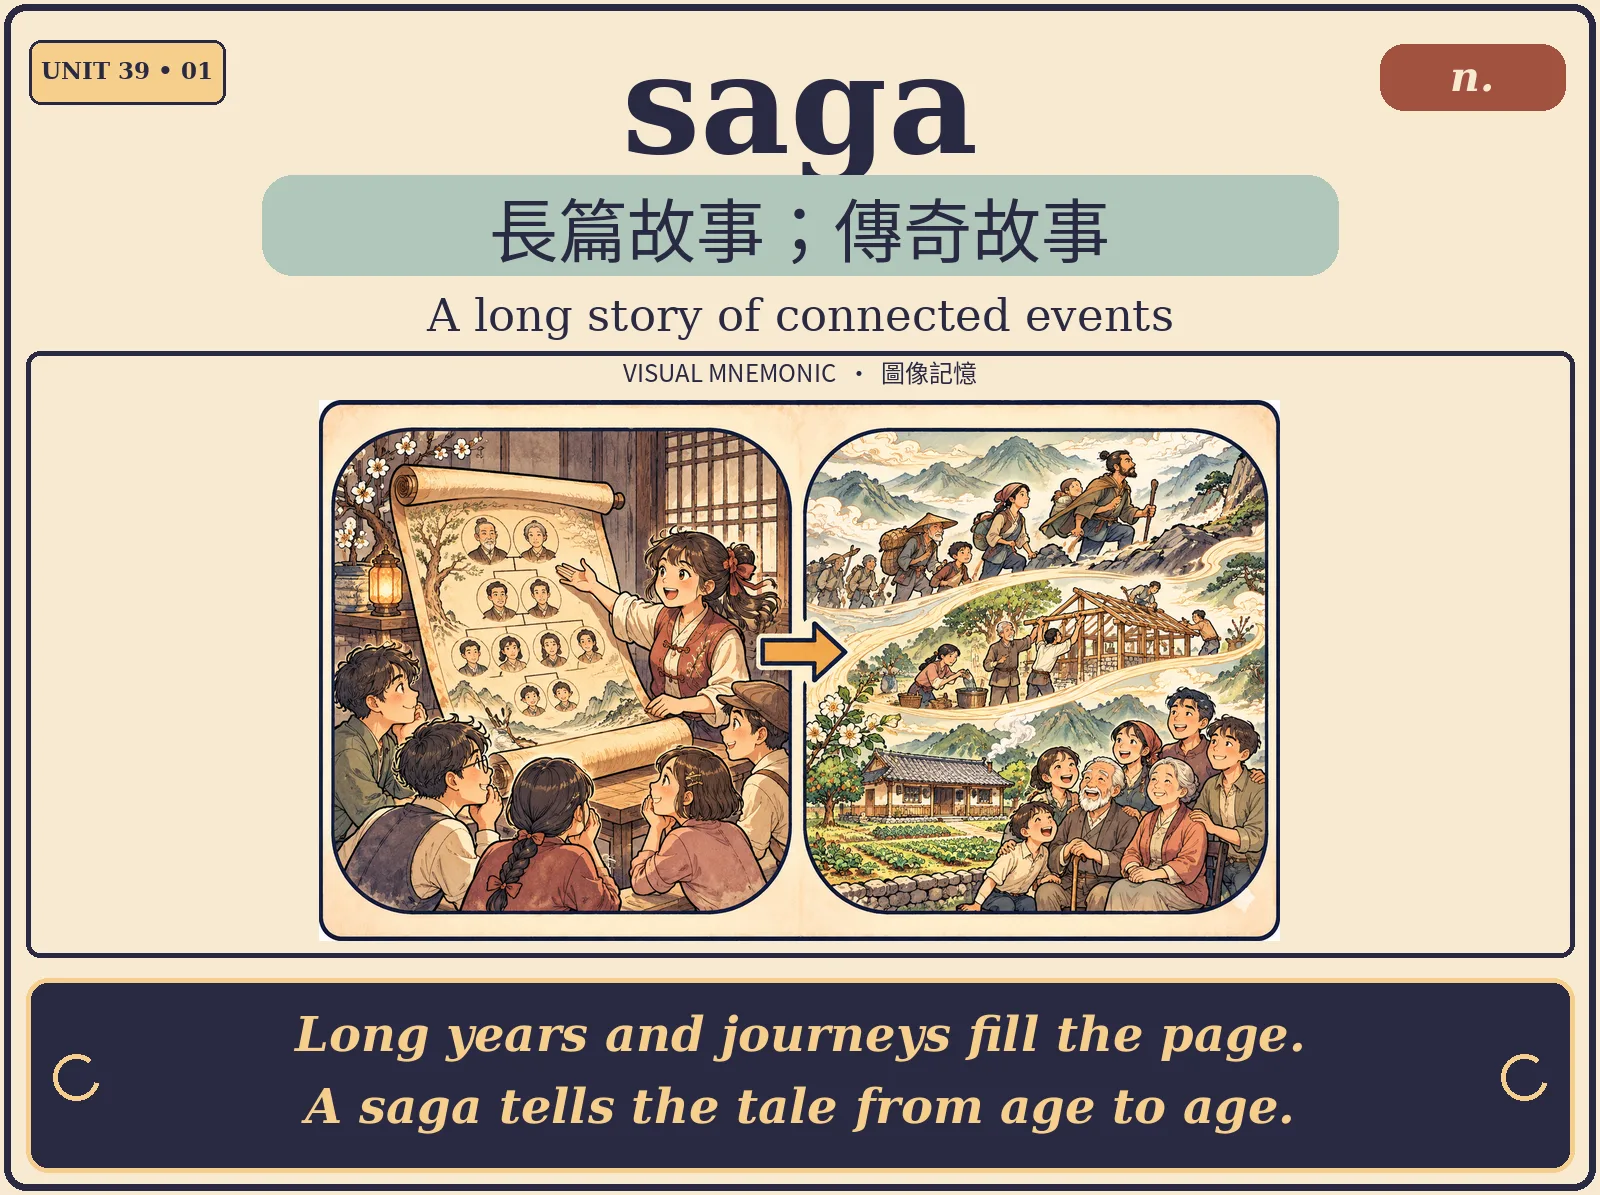 UNIT 39 • 01
n.
saga
長篇故事；傳奇故事
A long story of connected events
VISUAL MNEMONIC • 圖像記憶
Long years and journeys fill the page.
A saga tells the tale from age to age.